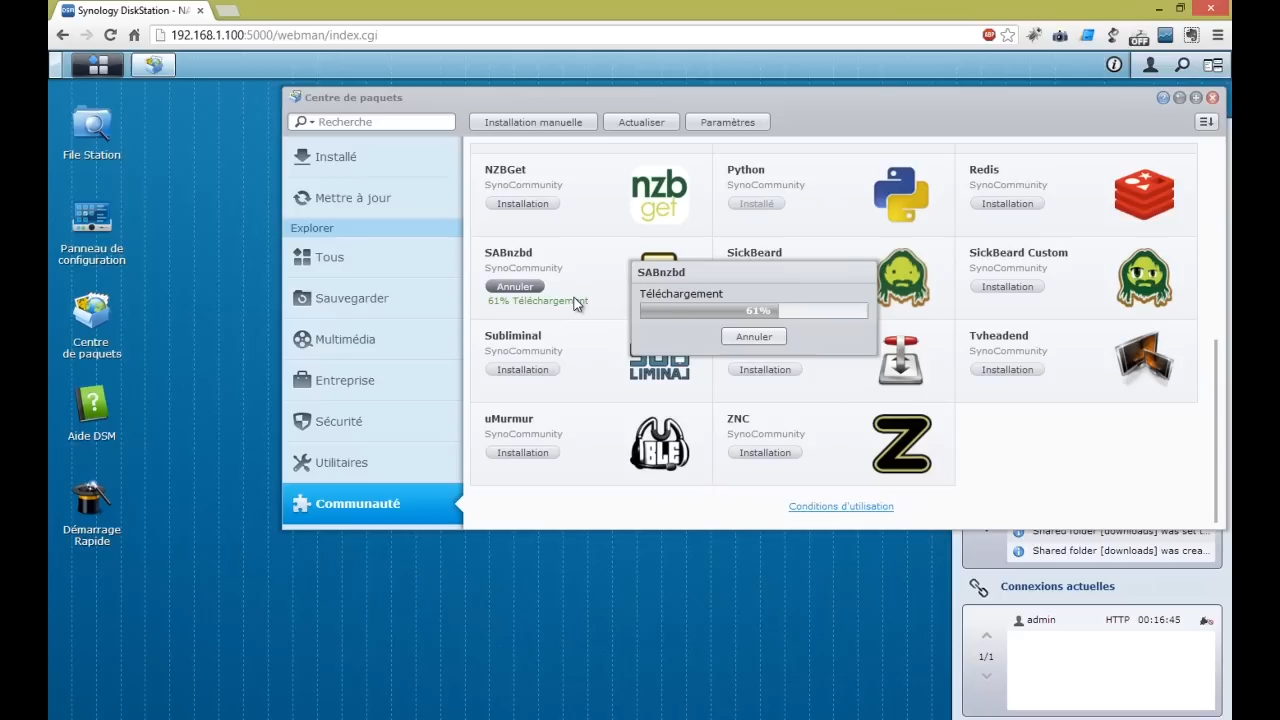 Synology DiskStation - NA
192.168.1.100:5000/webman/index.cgi
ABP
OFF
File Station
Panneau de
configuration
Centre
de paquets
Aide DSM
Démarrage
Rapide
Centre de paquets
Recherche
Installation manuelle
Actualiser
Paramètres
Installé
Mettre à jour
Explorer
Tous
Sauvegarder
Multimédia
Entreprise
Sécurité
Utilitaires
Communauté
NZBGet
SynoCommunity
Installation
nzb
get
Python
SynoCommunity
Installé
Redis
SynoCommunity
Installation
SABnzbd
SynoCommunity
Annuler
61% Téléchargement
SickBeard
SickBeard Custom
SynoCommunity
Installation
SABnzbd
Téléchargement
61%
Annuler
Subliminal
SynoCommunity
Installation
LIMINAL
Installation
Tvheadend
SynoCommunity
Installation
uMurmur
SynoCommunity
Installation
BLE
ZNC
SynoCommunity
Installation
Z
Conditions d'utilisation
Shared folder [downloads] was set t...
Shared folder [downloads] was crea...
Connexions actuelles
admin HTTP 00:16:45
1/1